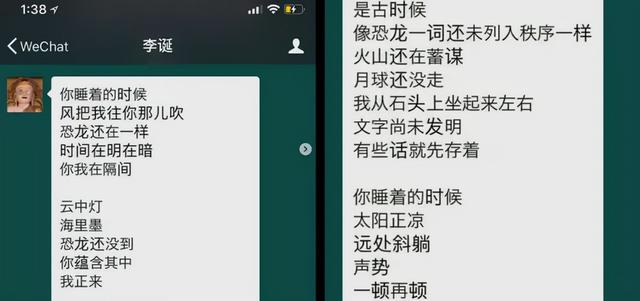 1:38
WeChat
李诞
你睡着的时候
风把我往你那儿吹
恐龙还在一样
时间在明在暗
你我在隔间
云中灯
海里墨
恐龙还没到
你蕴含其中
我正来
是古时候
像恐龙一词还未列入秩序一样
火山还在蓄谋
月球还没走
我从石头上坐起来左右
文字尚未发明
有些话就先存着
你睡着的时候
太阳正凉
远处斜躺
声势
一顿再顿